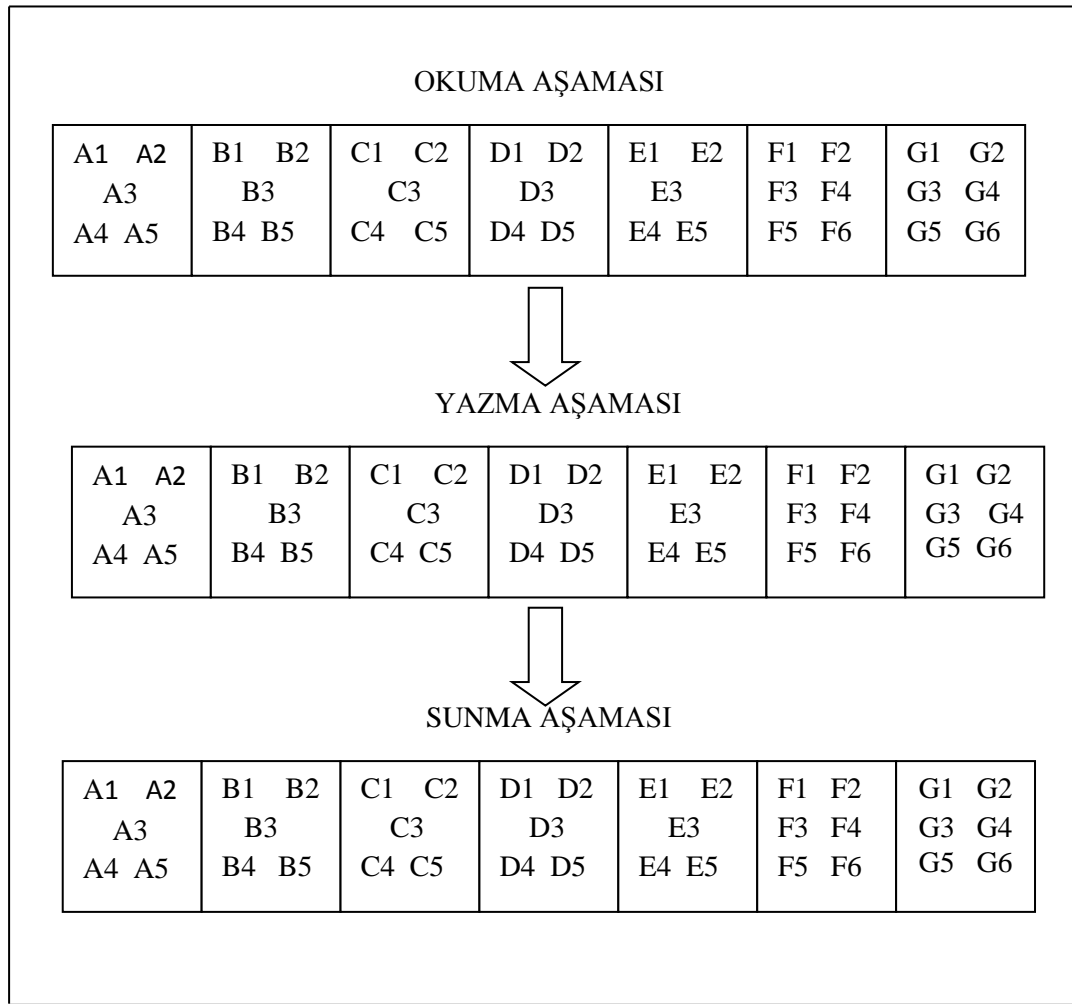 OKUMA AŞAMASI
A1 A2 B1 B2 C1 C2 D1 D2 E1 E2 F1 F2 G1 G2
A3 B3 C3 D3 E3 F3 F4 G3 G4
A4 A5 B4 B5 C4 C5 D4 D5 E4 E5 F5 F6 G5 G6
YAZMA AŞAMASI
A1 A2 B1 B2 C1 C2 D1 D2 E1 E2 F1 F2 G1 G2
A3 B3 C3 D3 E3 F3 F4 G3 G4
A4 A5 B4 B5 C4 C5 D4 D5 E4 E5 F5 F6 G5 G6
SUNMA AŞAMASI
A1 A2 B1 B2 C1 C2 D1 D2 E1 E2 F1 F2 G1 G2
A3 B3 C3 D3 E3 F3 F4 G3 G4
A4 A5 B4 B5 C4 C5 D4 D5 E4 E5 F5 F6 G5 G6